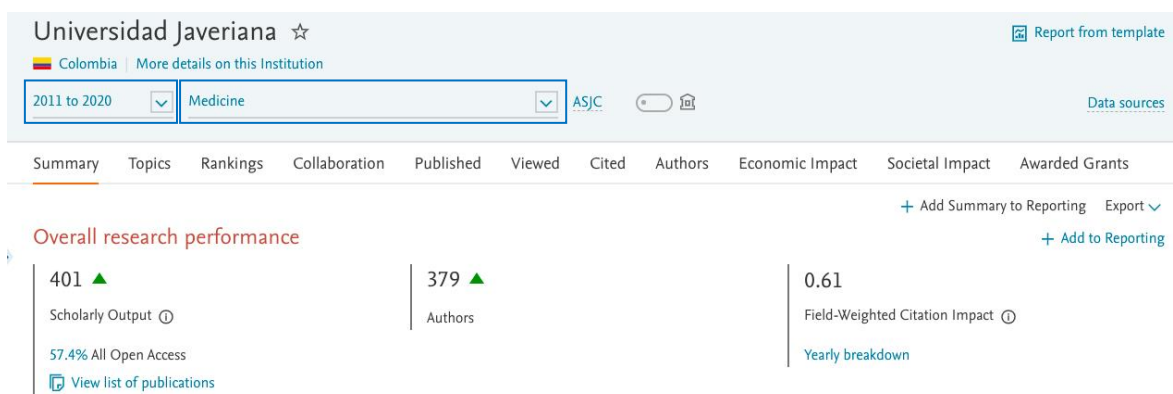 Universidad Javeriana
Report from template
Colombia | More details on this Institution
2011 to 2020 Medicine ASJC Data sources
Summary Topics Rankings Collaboration Published Viewed Cited Authors Economic Impact Societal Impact Awarded Grants
+ Add Summary to Reporting Export
Overall research performance + Add to Reporting
401 379 0.61
Scholarly Output Authors Field-Weighted Citation Impact
57.4% All Open Access Yearly breakdown
View list of publications